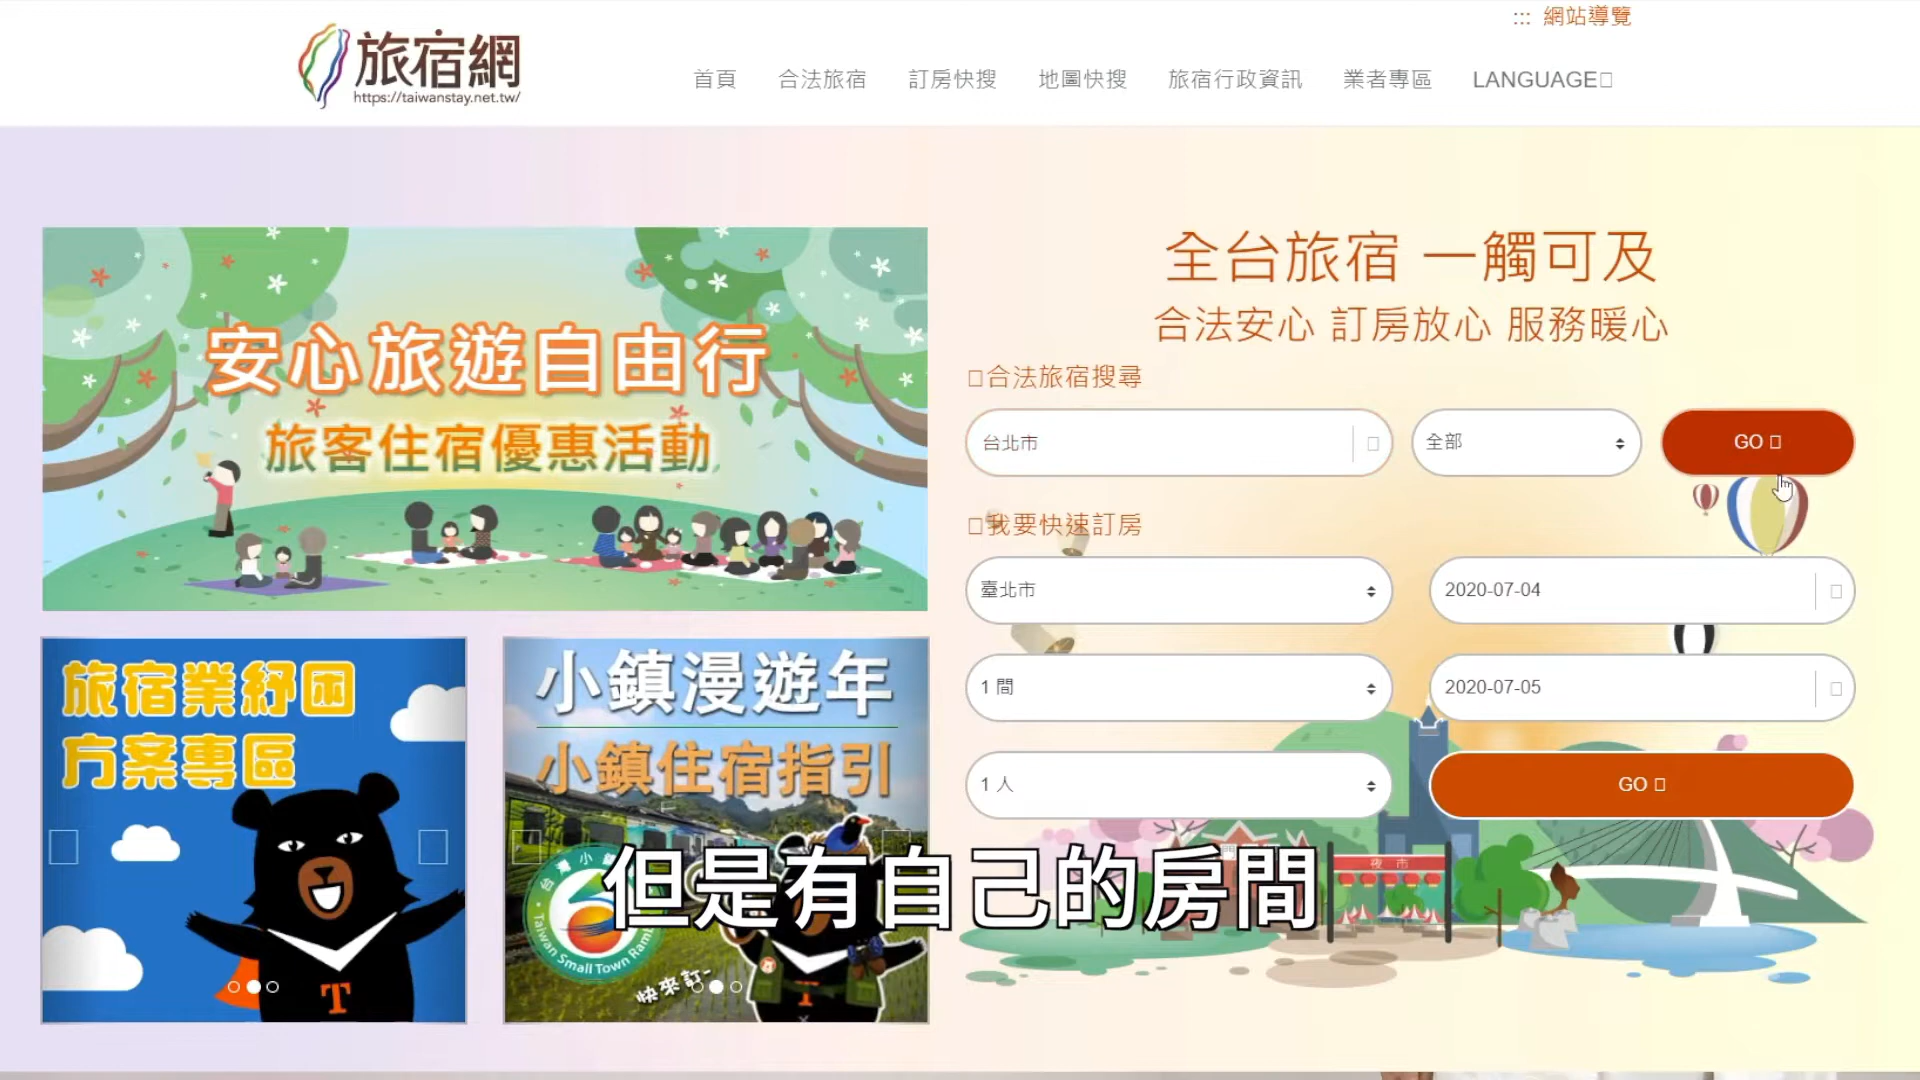 ::: 網站導覽
旅宿網
https://taiwanstay.net.tw/
首頁 合法旅宿 訂房快搜 地圖快搜 旅宿行政資訊 業者專區 LANGUAGE
安心旅遊自由行
旅客住宿優惠活動
全台旅宿 一觸可及
合法安心 訂房放心 服務暖心
合法旅宿搜尋
台北市 全部 GO
我要快速訂房
臺北市 2020-07-04
1 間 2020-07-05
1 人 GO
旅宿業紓困
方案專區
T
小鎮漫遊年
小鎮住宿指引
台灣小鎮
Taiwan Small Town Ramb
快來訂~
夜市
但是有自己的房間